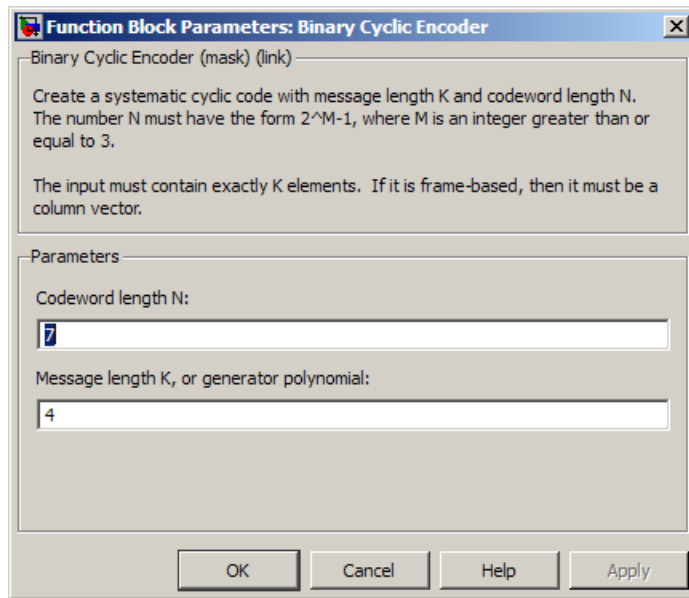 Function Block Parameters: Binary Cyclic Encoder
Binary Cyclic Encoder (mask) (link)
Create a systematic cyclic code with message length K and codeword length N.
The number N must have the form 2^M-1, where M is an integer greater than or
equal to 3.
The input must contain exactly K elements.  If it is frame-based, then it must be a
column vector.
Parameters
Codeword length N:
7
Message length K, or generator polynomial:
4
OK
Cancel
Help
Apply